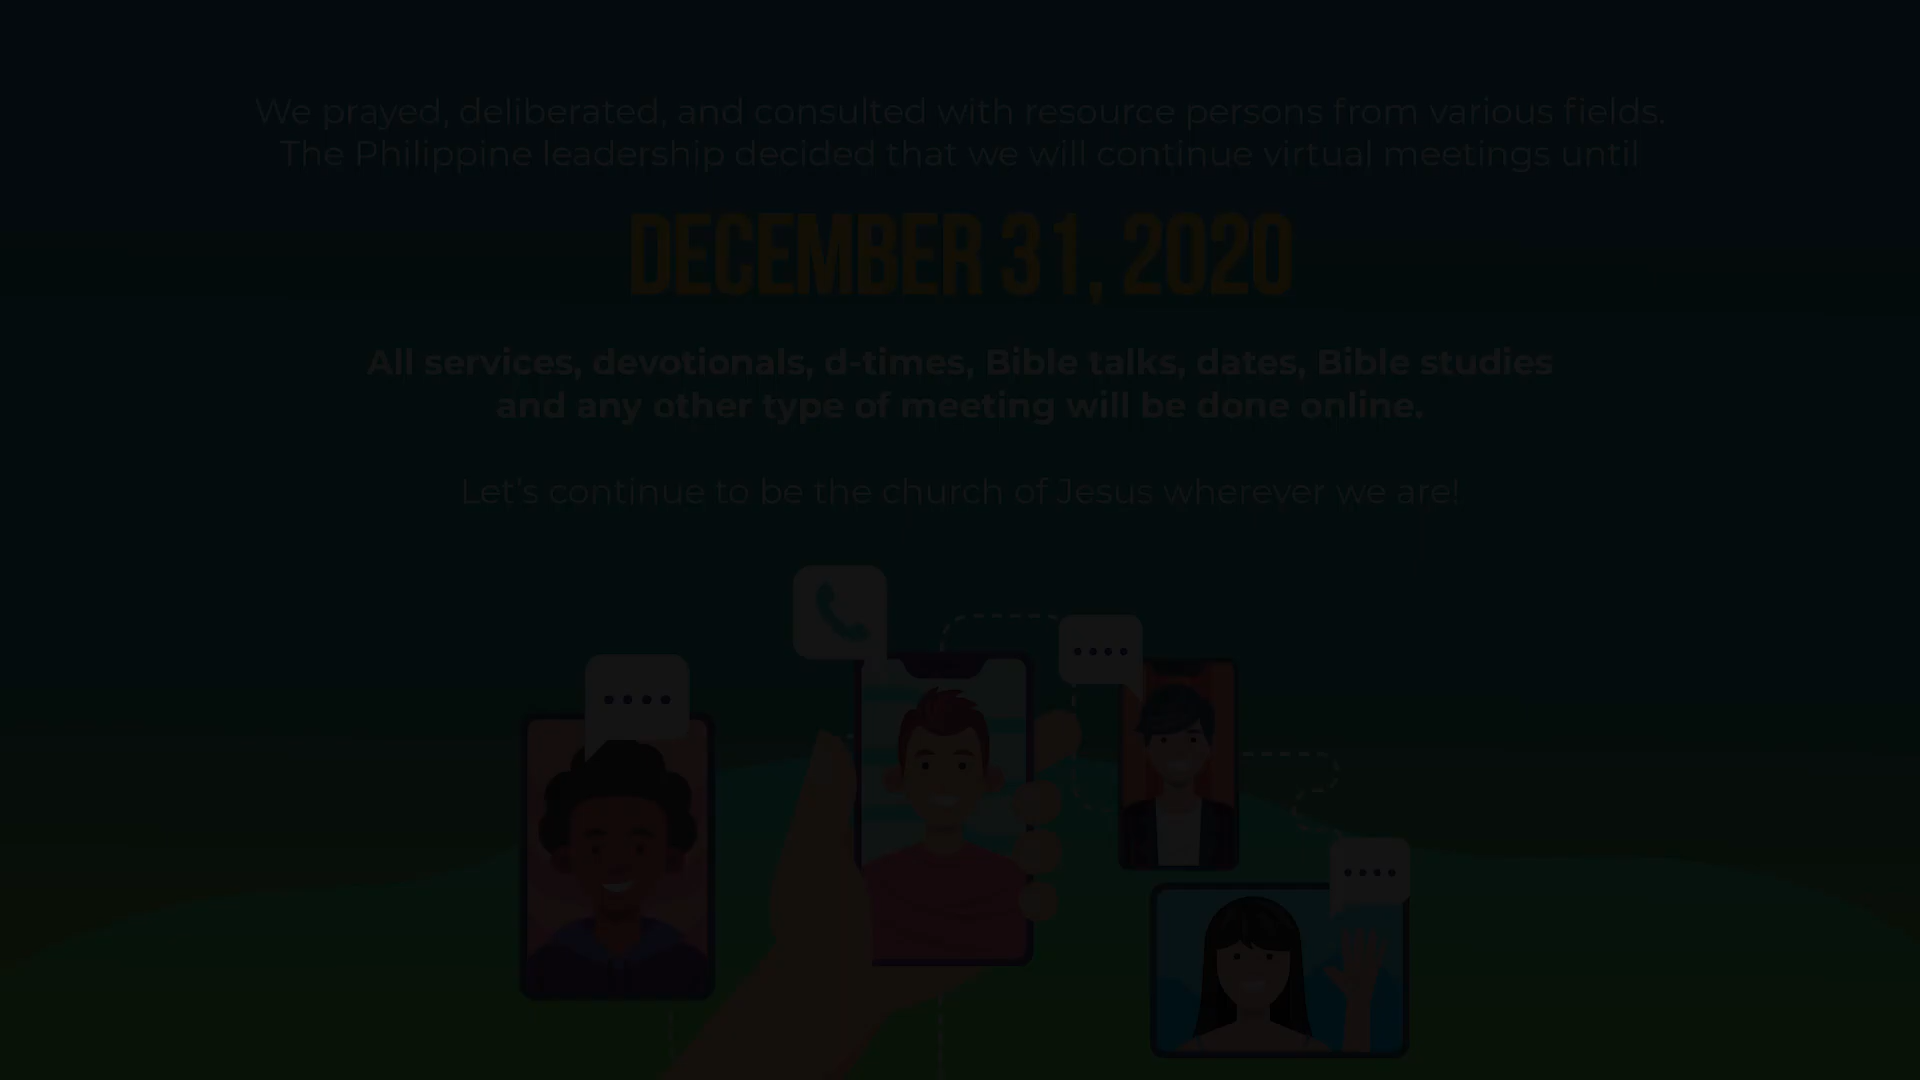 We prayed, deliberated, and consulted with resource persons from various fields.
The Philippine leadership decided that we will continue virtual meetings until
DECEMBER 31, 2020
All services, devotionals, d-times, Bible talks, dates, Bible studies
and any other type of meeting will be done online.
Let's continue to be the church of Jesus wherever we are!